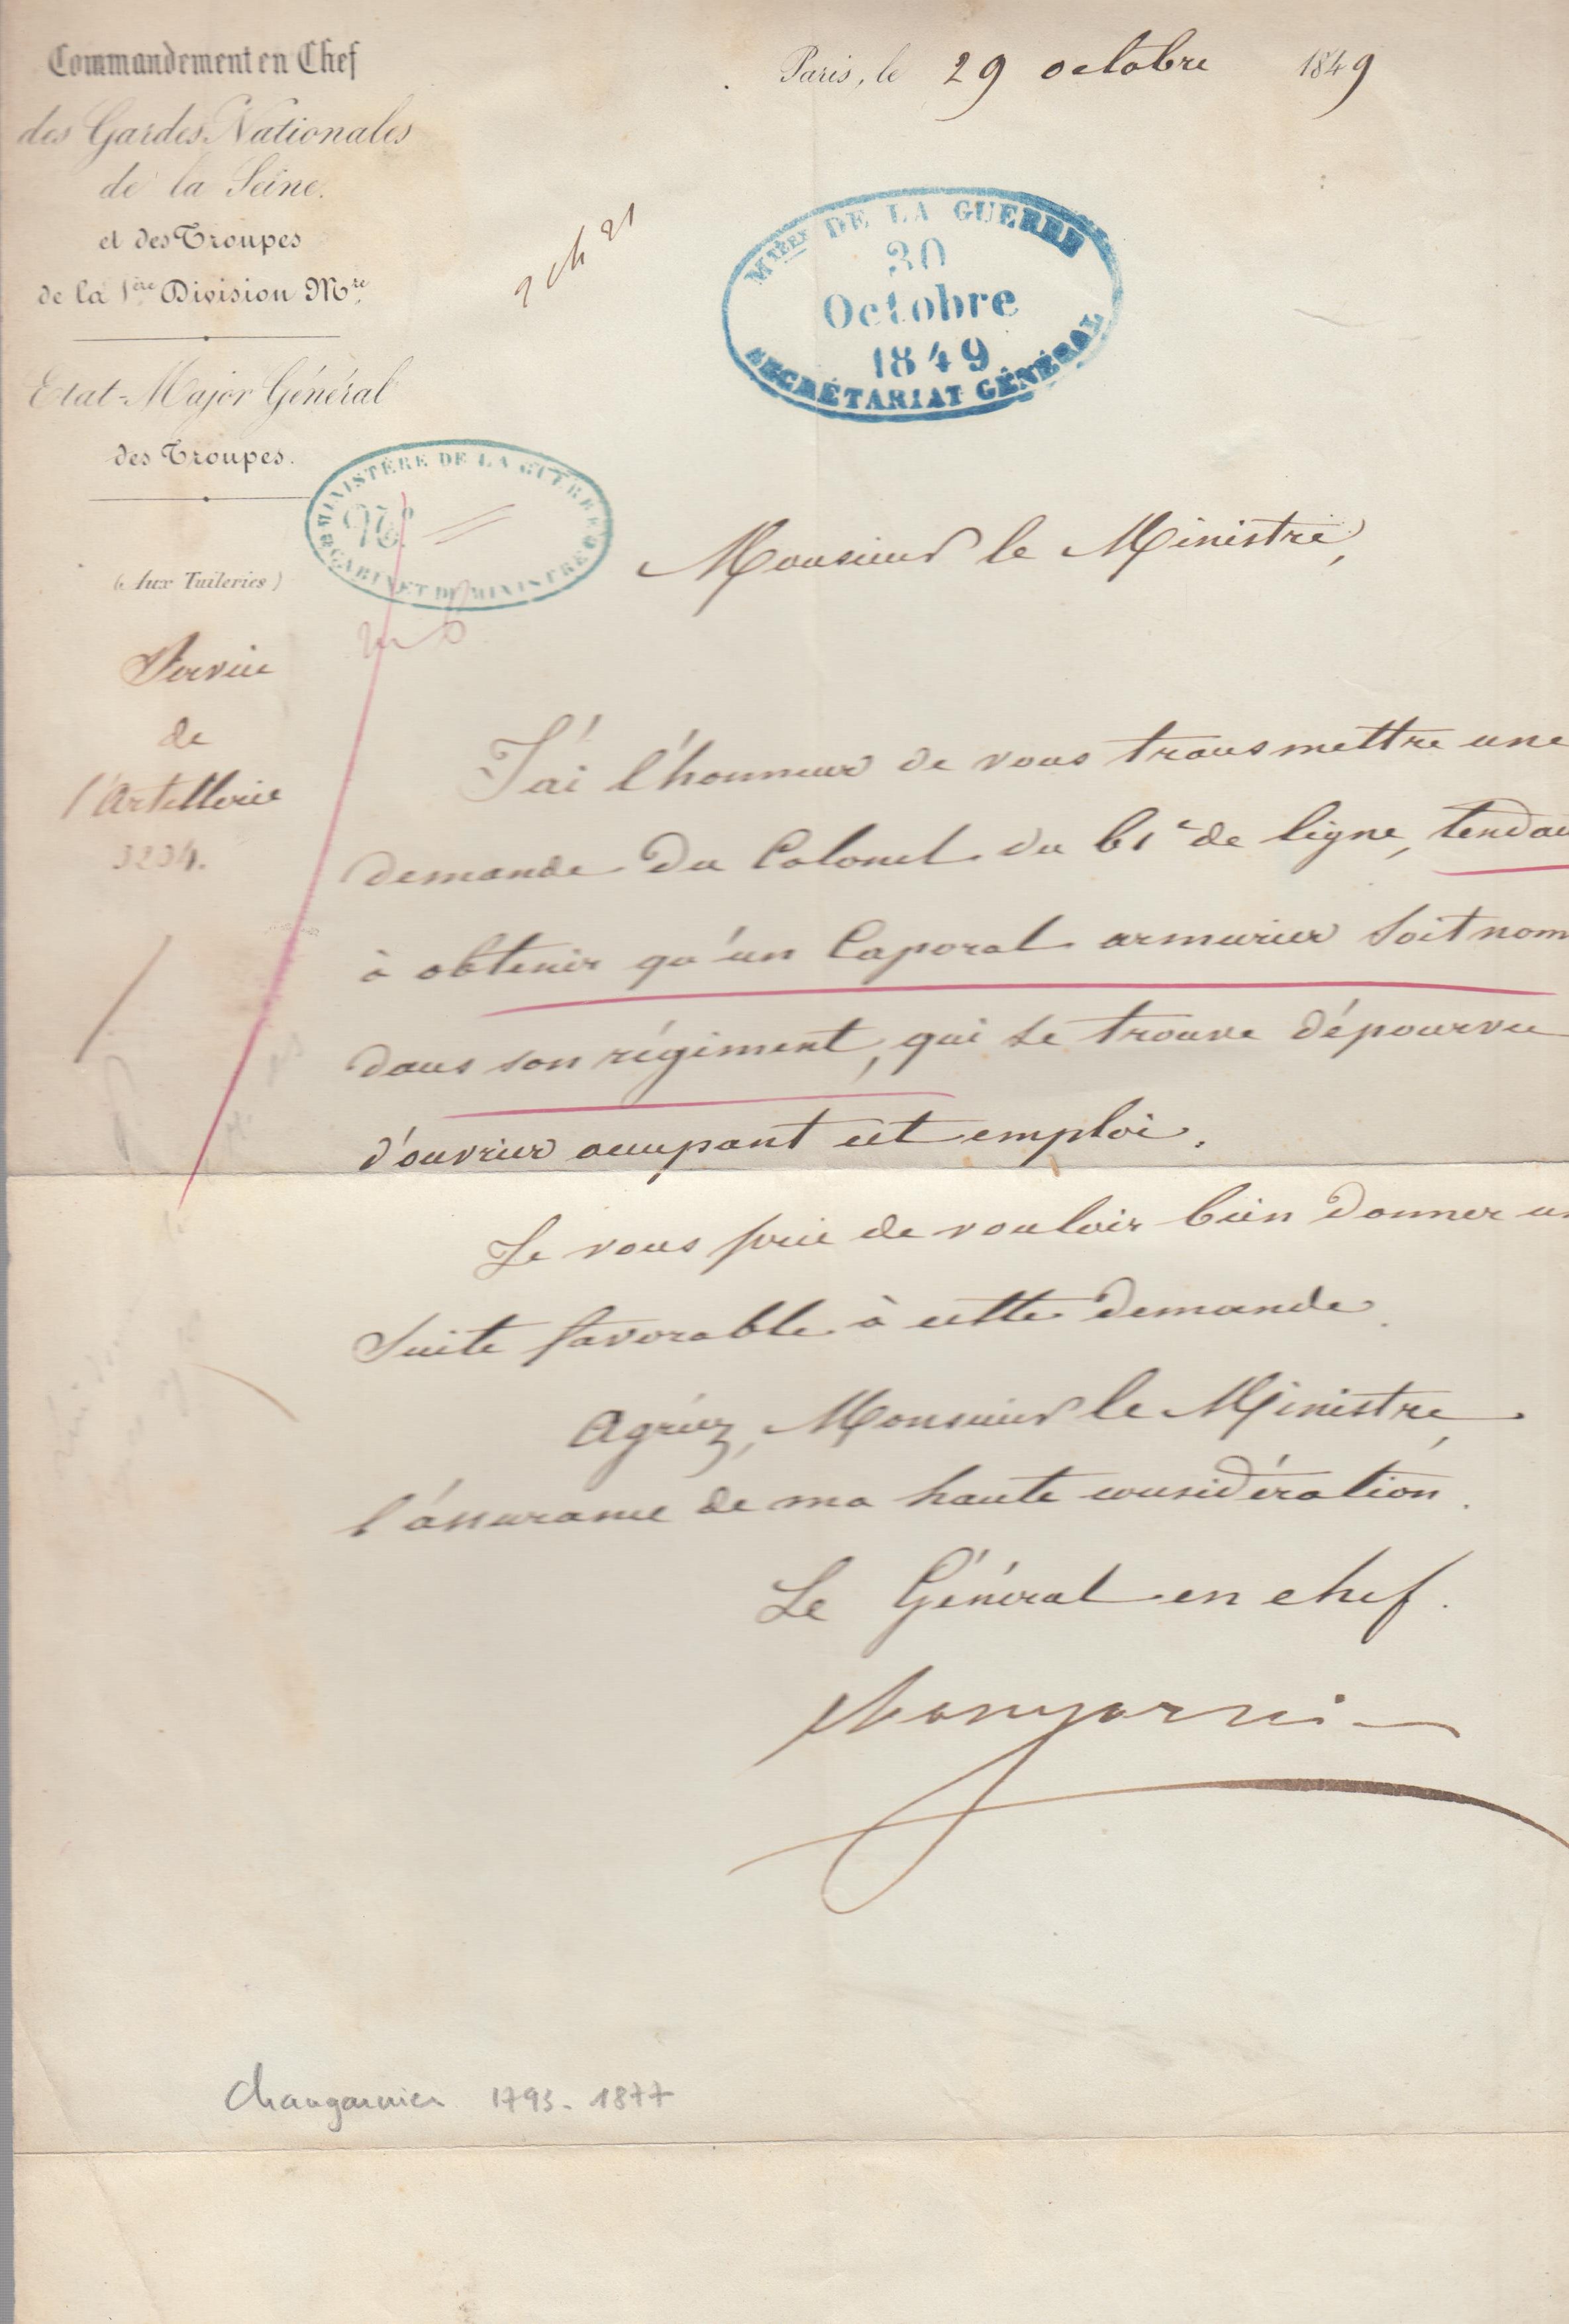 Commandement en Chef
des Gardes Nationales
de la Seine
et des Troupes
de la 1ère Division Mre
Etat-Major Général
des Troupes.
(Aux Tuileries)
Service
de
l'Artillerie
Paris, le 29 octobre 1849
Mtère DE LA GUERRE
30
Octobre
1849
SECRÉTARIAT GÉNÉRAL
MINISTÈRE DE LA GUERRE
No
CABINET DU MINISTRE
Monsieur le Ministre,
J'ai l'honneur de vous transmettre une
demande du Colonel du 61e de ligne, tendan
à obtenir qu'un Caporal armurier soit nom
dans son régiment, qui se trouve dépourvu
d'ouvrier occupant cet emploi.
Je vous prie de vouloir bien donner un
suite favorable à cette demande.
Agréez, Monsieur le Ministre,
l'assurance de ma haute considération.
Le Général en chef.
Changarnier
Changarnier 1793-1877